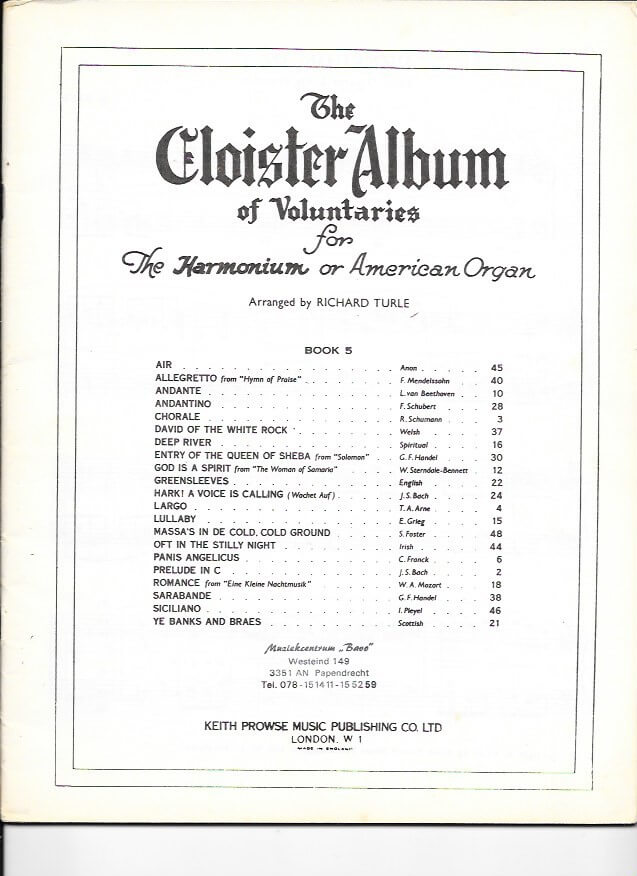 The
Cloister Album
of Voluntaries
for
The Harmonium or American Organ
Arranged by RICHARD TURLE
BOOK 5
AIR . . . . . . . . . . . . . . . . . Anon . . . . . 45
ALLEGRETTO from "Hymn of Praise" . . . . . . . F. Mendelssohn . . 40
ANDANTE . . . . . . . . . . . . . . . L. van Beethoven . 10
ANDANTINO . . . . . . . . . . . . . . F. Schubert . . . 28
CHORALE . . . . . . . . . . . . . . . R. Schumann . . . 3
DAVID OF THE WHITE ROCK . . . . . . . . Welsh . . . . 37
DEEP RIVER . . . . . . . . . . . . . . Spiritual . . . . 16
ENTRY OF THE QUEEN OF SHEBA from "Solomon" . . G. F. Handel . . . 30
GOD IS A SPIRIT from "The Woman of Samaria" . . . W. Sterndale-Bennett . 12
GREENSLEEVES . . . . . . . . . . . . . English . . . . 22
HARK! A VOICE IS CALLING (Wachet Auf) . . . . . J. S. Bach . . . . 24
LARGO . . . . . . . . . . . . . . . . T. A. Arne . . . 4
LULLABY . . . . . . . . . . . . . . . E. Grieg . . . . 15
MASSA'S IN DE COLD, COLD GROUND . . . . . S. Foster . . . . 48
OFT IN THE STILLY NIGHT . . . . . . . . . Irish . . . . . 44
PANIS ANGELICUS . . . . . . . . . . . . C. Franck . . . . 6
PRELUDE IN C . . . . . . . . . . . . . J. S. Bach . . . . 2
ROMANCE from "Eine Kleine Nachtmusik" . . . . . . W. A. Mozart . . . 18
SARABANDE . . . . . . . . . . . . . . G. F. Handel . . . 38
SICILIANO . . . . . . . . . . . . . . . I. Pleyel . . . . 46
YE BANKS AND BRAES . . . . . . . . . . Scottish . . . . 21
Muziekcentrum „Bavo"
Westeind 149
3351 AN Papendrecht
Tel. 078-151411-155259
KEITH PROWSE MUSIC PUBLISHING CO. LTD
LONDON, W 1
MADE IN ENGLAND